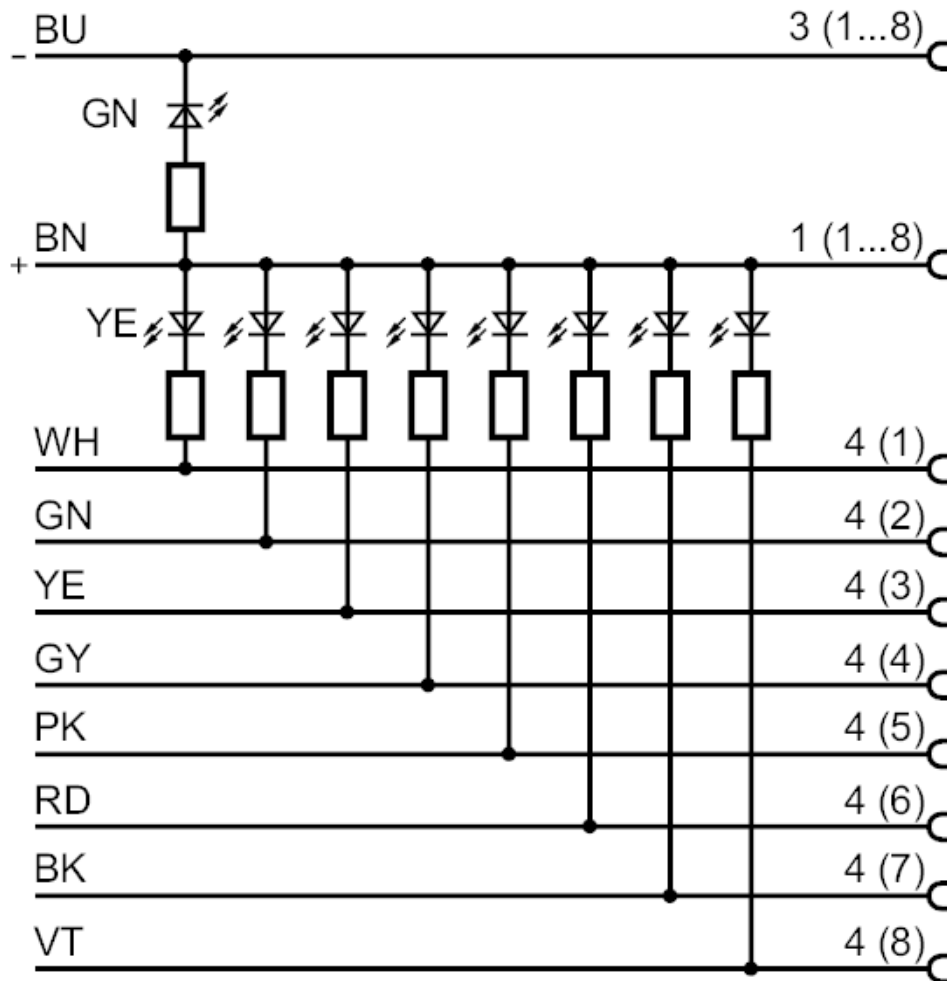 BU 3 (1...8)
-
GN
BN 1 (1...8)
+
YE
WH 4 (1)
GN 4 (2)
YE 4 (3)
GY 4 (4)
PK 4 (5)
RD 4 (6)
BK 4 (7)
VT 4 (8)